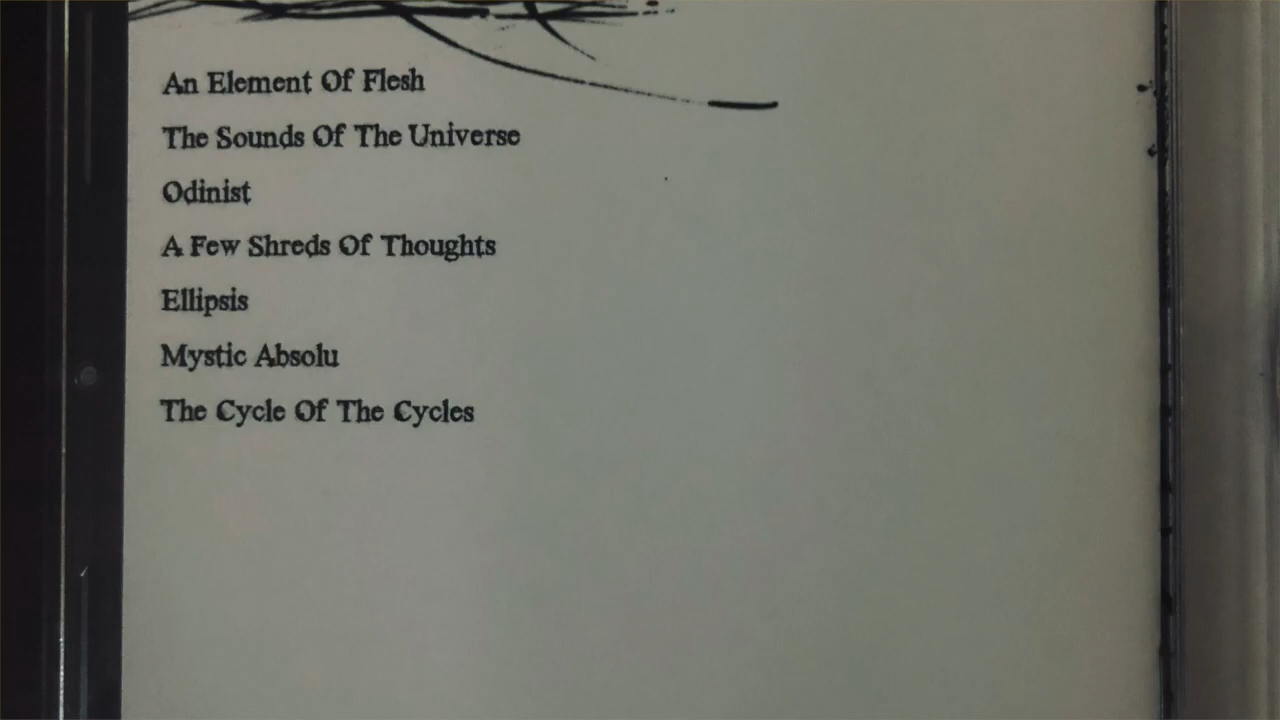 An Element Of Flesh
The Sounds Of The Universe
Odinist
A Few Shreds Of Thoughts
Ellipsis
Mystic Absolu
The Cycle Of The Cycles